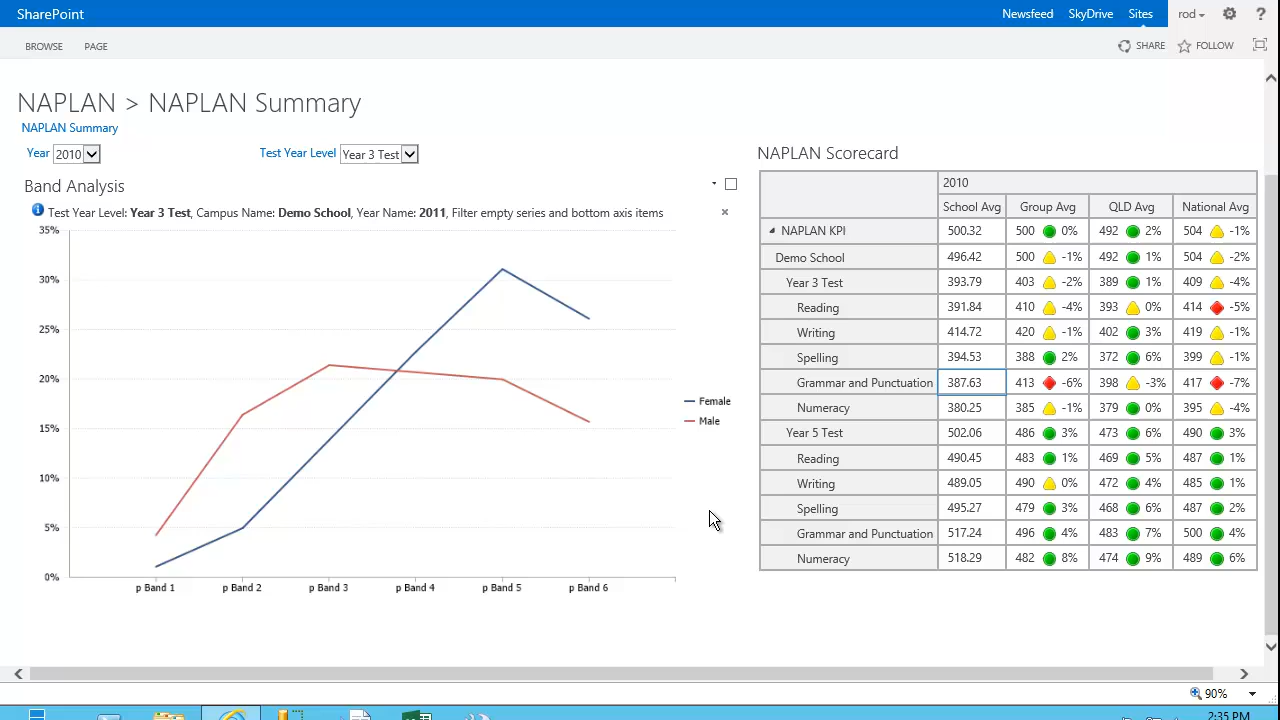 SharePoint
Newsfeed SkyDrive Sites rod ?
BROWSE PAGE
SHARE FOLLOW
NAPLAN > NAPLAN Summary
NAPLAN Summary
Year 2010 Test Year Level Year 3 Test
Band Analysis
Test Year Level: Year 3 Test, Campus Name: Demo School, Year Name: 2011, Filter empty series and bottom axis items
35%
30%
25%
20%
15%
10%
5%
0%
p Band 1 p Band 2 p Band 3 p Band 4 p Band 5 p Band 6
Female
Male
NAPLAN Scorecard
2010
School Avg Group Avg QLD Avg National Avg
NAPLAN KPI 500.32 500 0% 492 2% 504 -1%
Demo School 496.42 500 -1% 492 1% 504 -2%
Year 3 Test 393.79 403 -2% 389 1% 409 -4%
Reading 391.84 410 -4% 393 0% 414 -5%
Writing 414.72 420 -1% 402 3% 419 -1%
Spelling 394.53 388 2% 372 6% 399 -1%
Grammar and Punctuation 387.63 413 -6% 398 -3% 417 -7%
Numeracy 380.25 385 -1% 379 0% 395 -4%
Year 5 Test 502.06 486 3% 473 6% 490 3%
Reading 490.45 483 1% 469 5% 487 1%
Writing 489.05 490 0% 472 4% 485 1%
Spelling 495.27 479 3% 468 6% 487 2%
Grammar and Punctuation 517.24 496 4% 483 7% 500 4%
Numeracy 518.29 482 8% 474 9% 489 6%
90%
2:35 PM